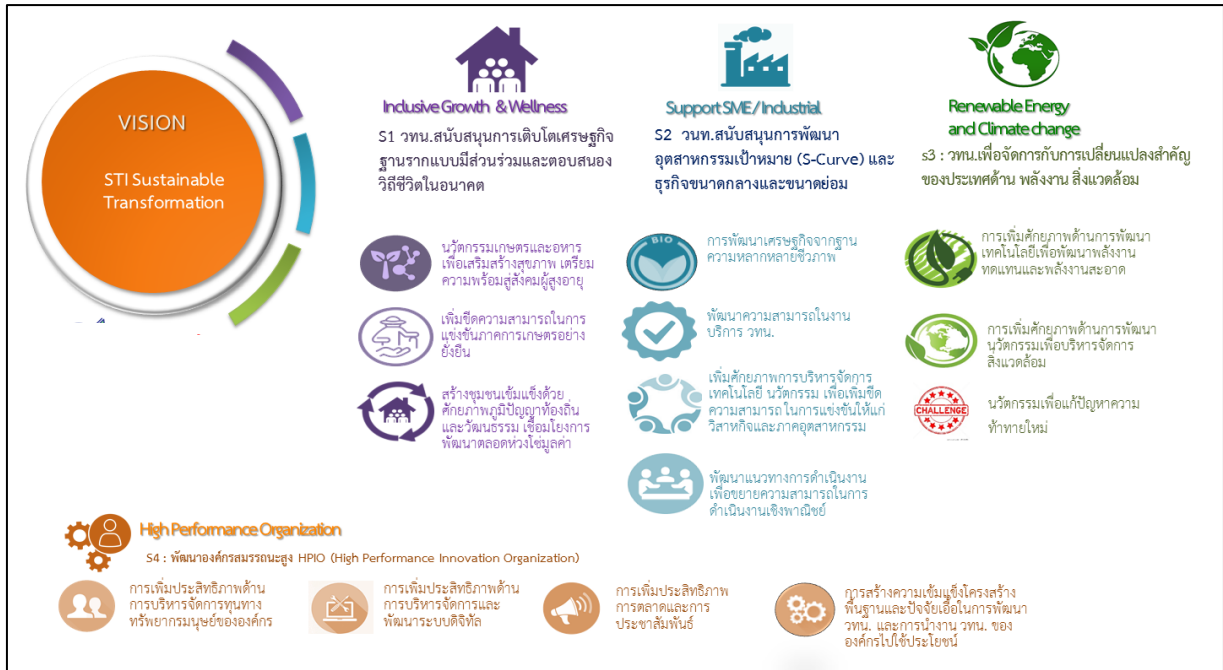 VISION
STI Sustainable
Transformation
Inclusive Growth & Wellness
S1 วทน.สนับสนุนการเติบโตเศรษฐกิจ
ฐานรากแบบมีส่วนร่วมและตอบสนอง
วิถีชีวิตในอนาคต
นวัตกรรมเกษตรและอาหาร
เพื่อเสริมสร้างสุขภาพ เตรียม
ความพร้อมสู่สังคมผู้สูงอายุ
เพิ่มขีดความสามารถในการ
แข่งขันภาคการเกษตรอย่าง
ยั่งยืน
สร้างชุมชนเข้มแข็งด้วย
ศักยภาพภูมิปัญญาท้องถิ่น
และวัฒนธรรม เชื่อมโยงการ
พัฒนาตลอดห่วงโซ่มูลค่า
Support SME/Industrial
S2 วนท.สนับสนุนการพัฒนา
อุตสาหกรรมเป้าหมาย (S-Curve) และ
ธุรกิจขนาดกลางและขนาดย่อม
BIO
การพัฒนาเศรษฐกิจจากฐาน
ความหลากหลายชีวภาพ
พัฒนาความสามารถในงาน
บริการ วทน.
เพิ่มศักยภาพการบริหารจัดการ
เทคโนโลยี นวัตกรรม เพื่อเพิ่มขีด
ความสามารถ ในการแข่งขันให้แก่
วิสาหกิจและภาคอุตสาหกรรม
พัฒนาแนวทางการดำเนินงาน
เพื่อขยายความสามารถในการ
ดำเนินงานเชิงพาณิชย์
Renewable Energy
and Climate change
s3 : วทน.เพื่อจัดการกับการเปลี่ยนแปลงสำคัญ
ของประเทศด้าน พลังงาน สิ่งแวดล้อม
การเพิ่มศักยภาพด้านการพัฒนา
เทคโนโลยีเพื่อพัฒนาพลังงาน
ทดแทนและพลังงานสะอาด
การเพิ่มศักยภาพด้านการพัฒนา
นวัตกรรมเพื่อบริหารจัดการ
สิ่งแวดล้อม
CHALLENGE
นวัตกรรมเพื่อแก้ปัญหาความ
ท้าทายใหม่
High Performance Organization
S4 : พัฒนาองค์กรสมรรถนะสูง HPIO (High Performance Innovation Organization)
การเพิ่มประสิทธิภาพด้าน
การบริหารจัดการทุนทาง
ทรัพยากรมนุษย์ขององค์กร
การเพิ่มประสิทธิภาพด้าน
การบริหารจัดการและ
พัฒนาระบบดิจิทัล
การเพิ่มประสิทธิภาพ
การตลาดและการ
ประชาสัมพันธ์
การสร้างความเข้มแข็งโครงสร้าง
พื้นฐานและปัจจัยเอื้อในการพัฒนา
วทน. และการนำงาน วทน. ของ
องค์กรไปใช้ประโยชน์